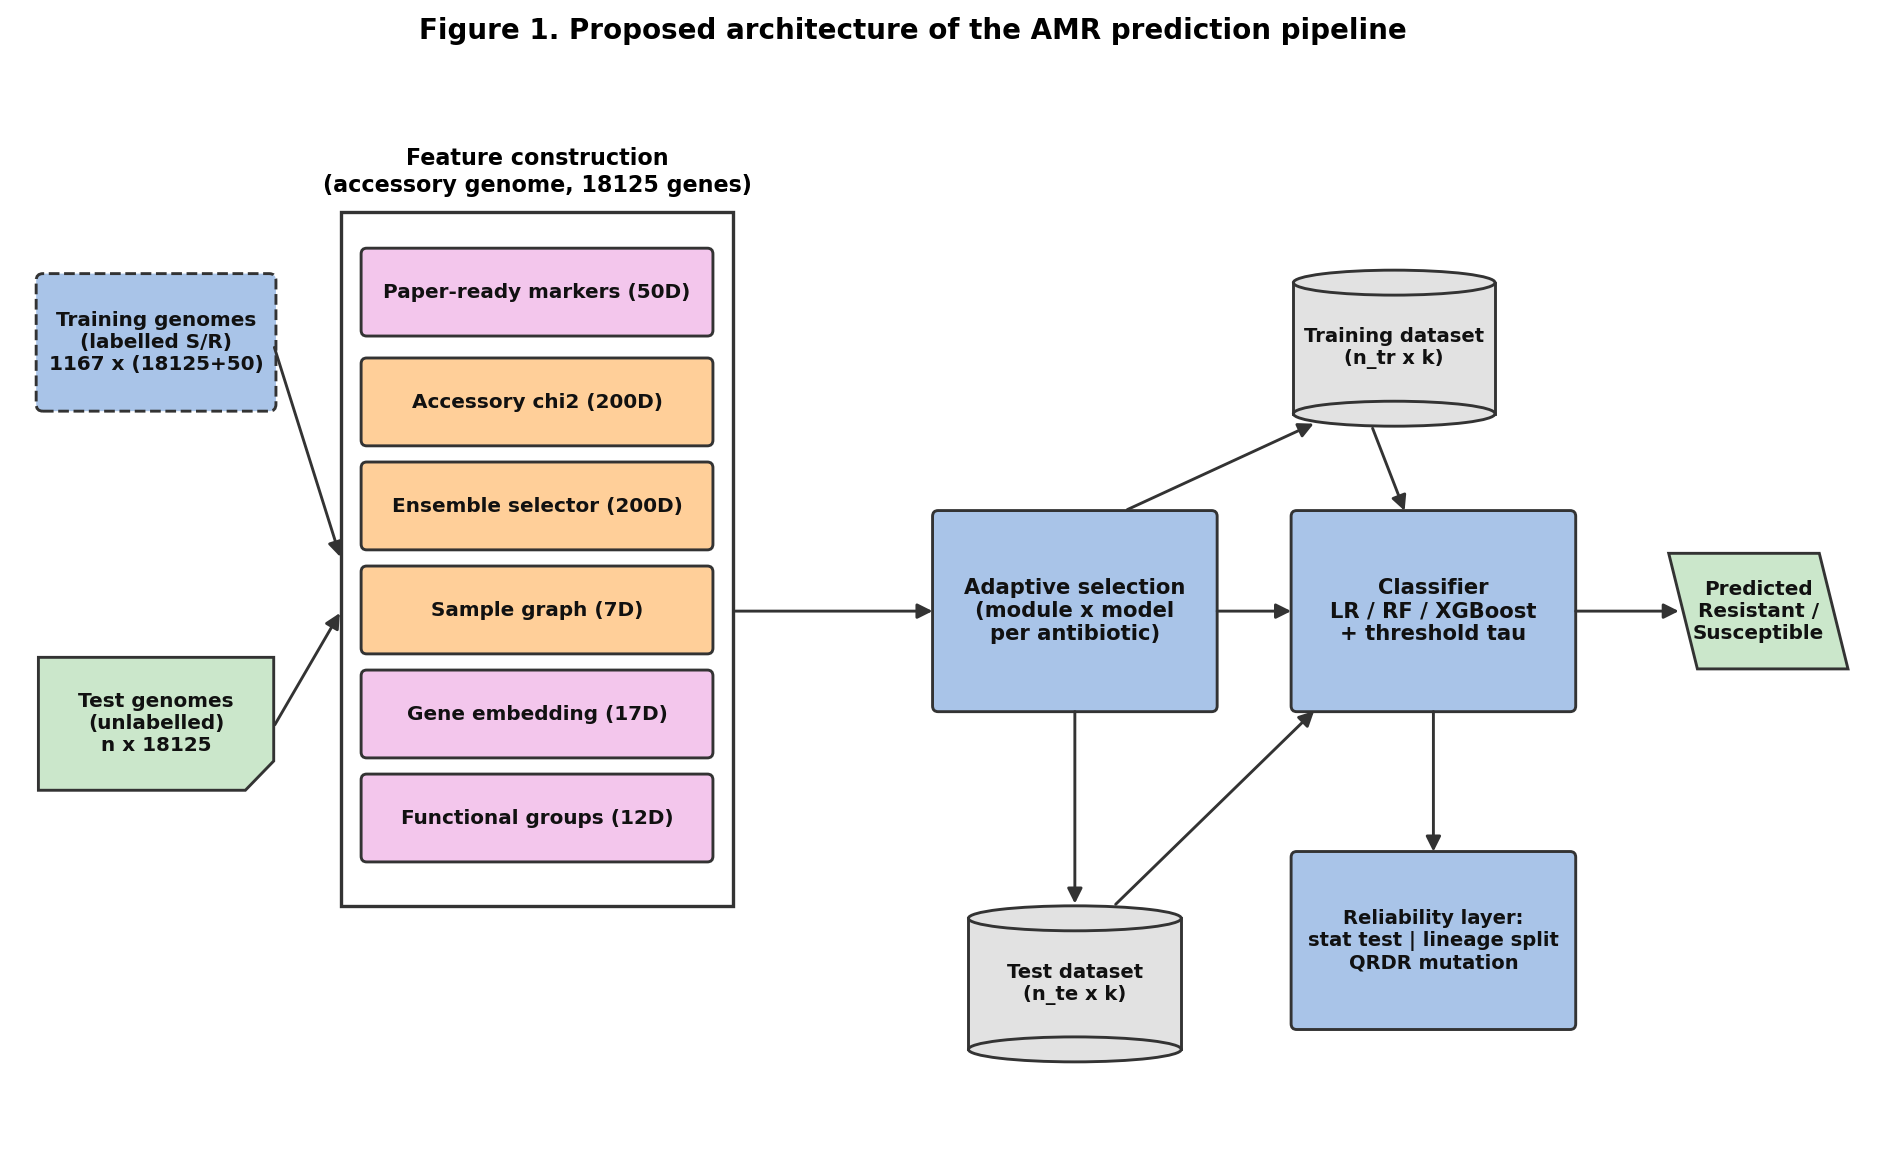 Figure 1. Proposed architecture of the AMR prediction pipeline
Feature construction
(accessory genome, 18125 genes)
Training genomes
(labelled S/R)
1167 x (18125+50)
Test genomes
(unlabelled)
n x 18125
Paper-ready markers (50D)
Accessory chi2 (200D)
Ensemble selector (200D)
Sample graph (7D)
Gene embedding (17D)
Functional groups (12D)
Adaptive selection
(module x model
per antibiotic)
Training dataset
(n_tr x k)
Test dataset
(n_te x k)
Classifier
LR / RF / XGBoost
+ threshold tau
Reliability layer:
stat test | lineage split
QRDR mutation
Predicted
Resistant /
Susceptible